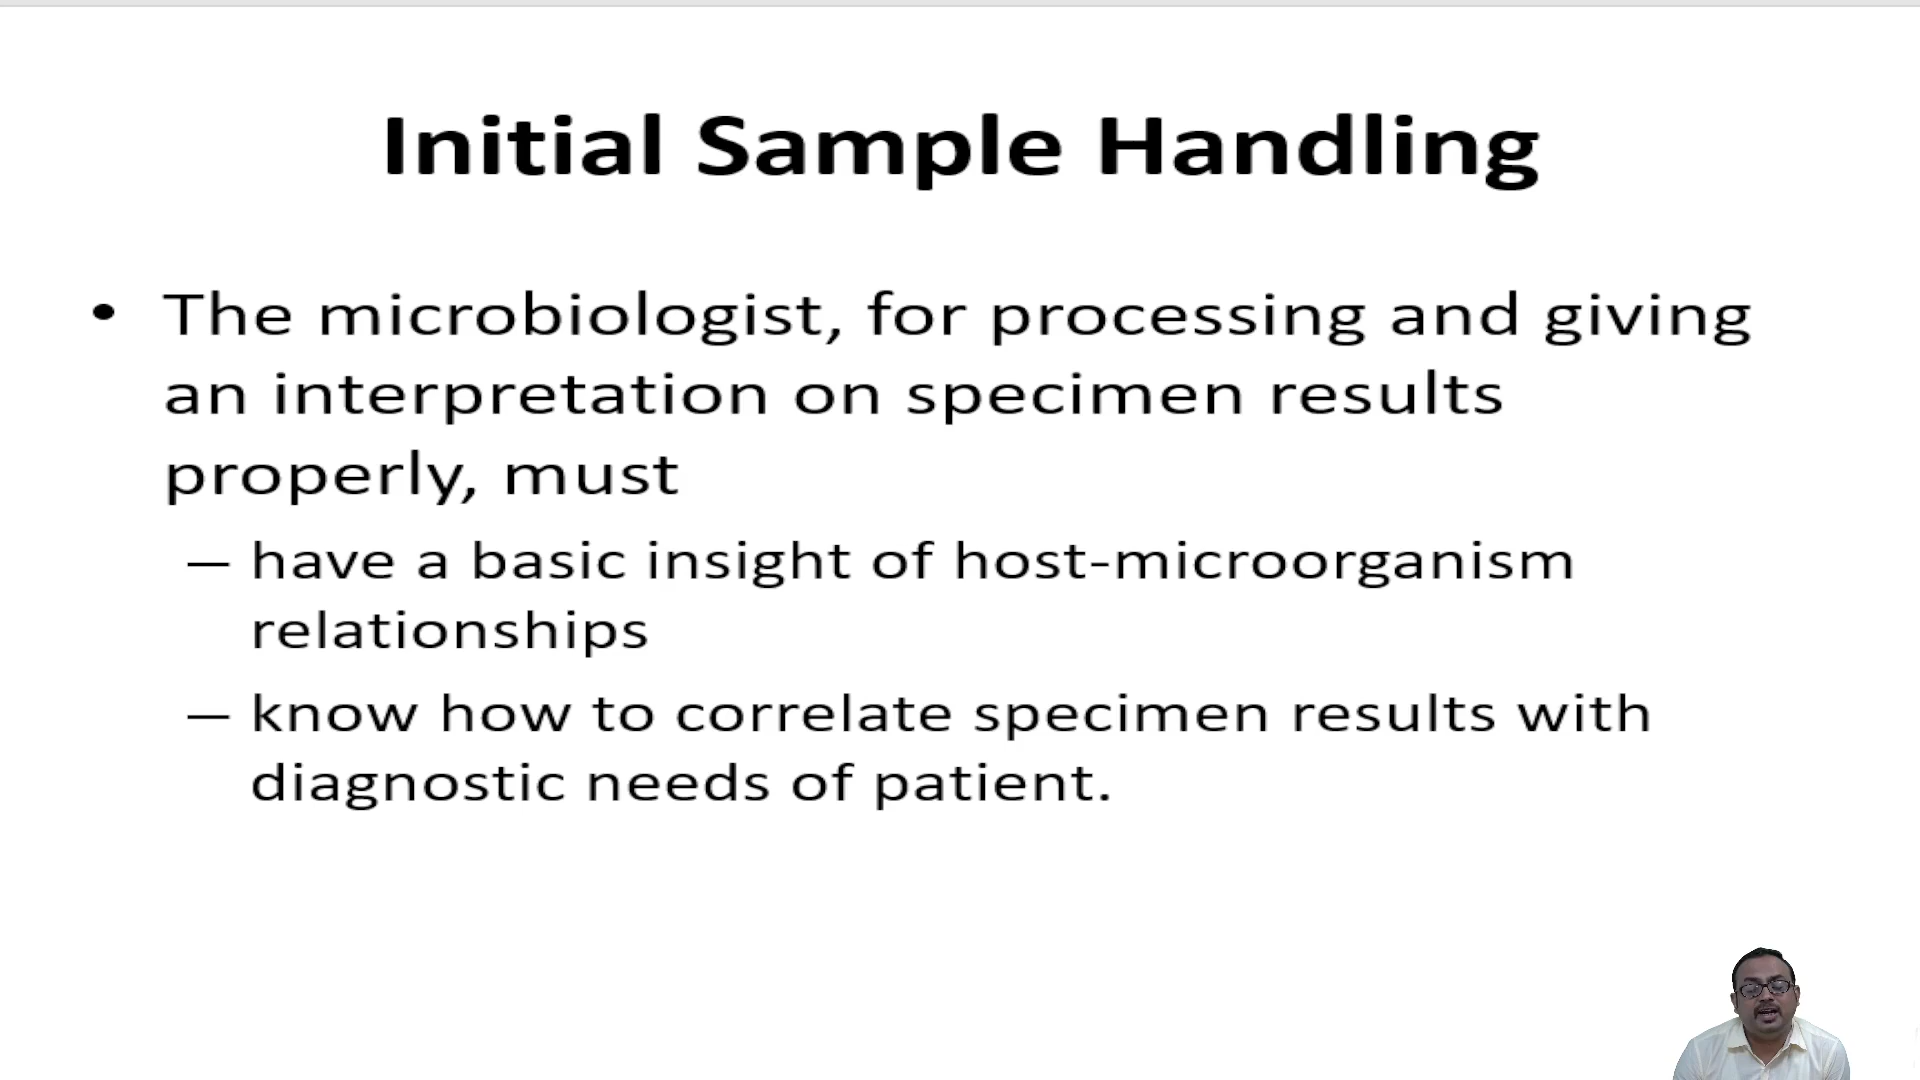 Initial Sample Handling
• The microbiologist, for processing and giving
an interpretation on specimen results
properly, must
– have a basic insight of host-microorganism
relationships
– know how to correlate specimen results with
diagnostic needs of patient.